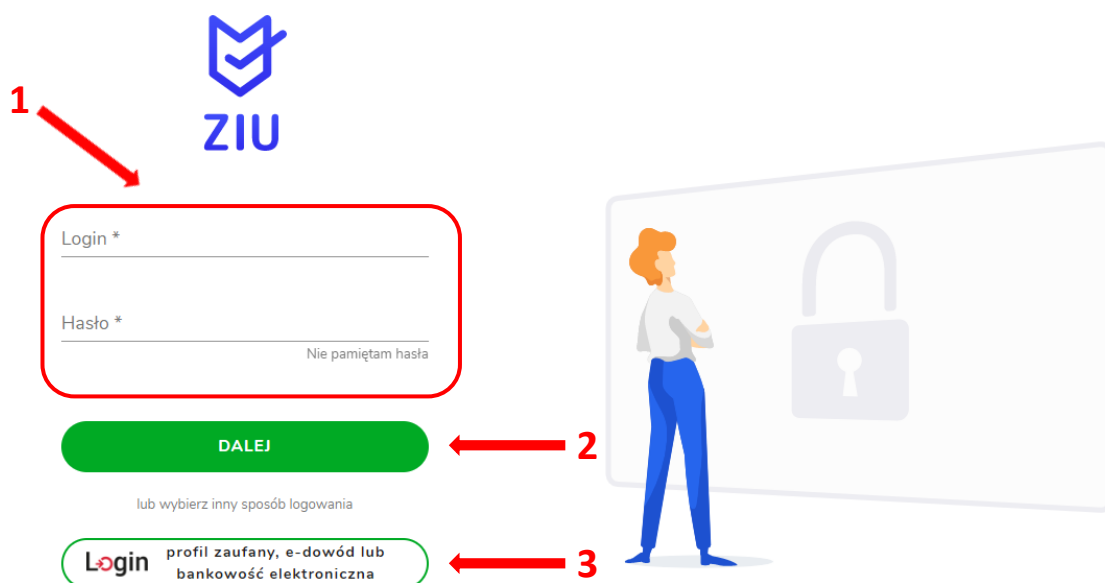 1
ZIU
Login *
Hasło *
Nie pamiętam hasła
DALEJ
2
lub wybierz inny sposób logowania
Login profil zaufany, e-dowód lub
bankowość elektroniczna
3